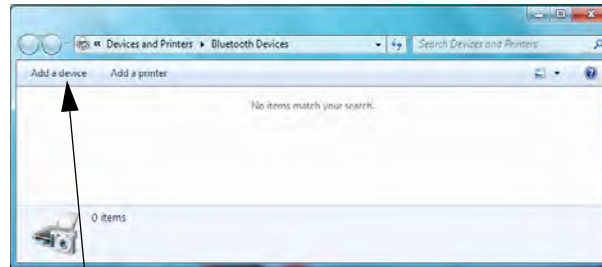 « Devices and Printers ▸ Bluetooth Devices
Search Devices and Printers
Add a device Add a printer
No items match your search.
0 items